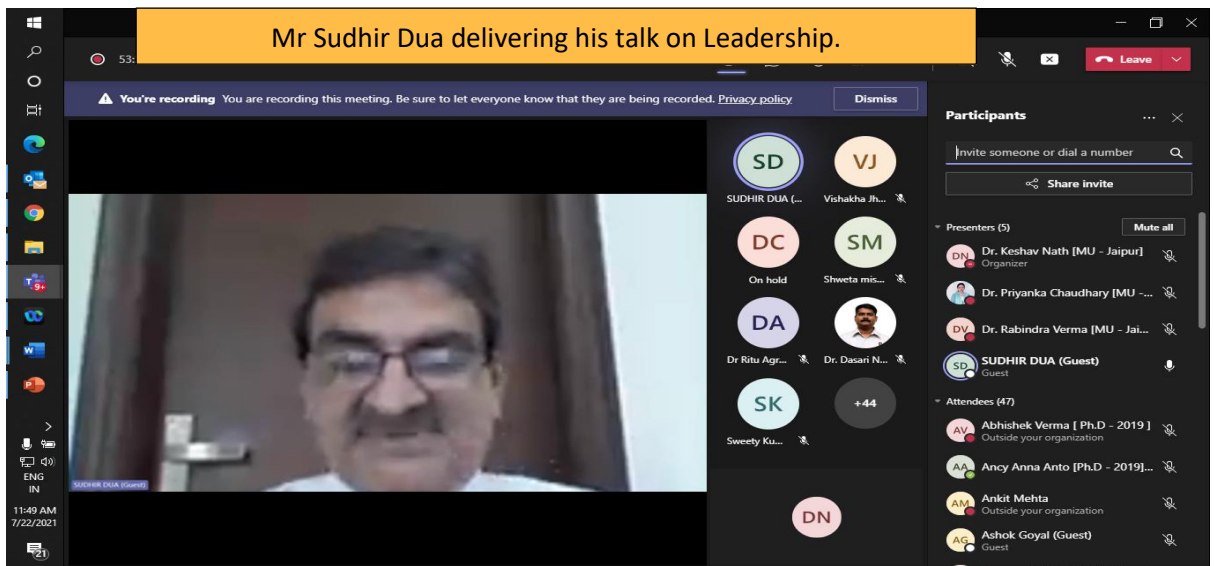 Mr Sudhir Dua delivering his talk on Leadership.
53:
Leave
You're recording You are recording this meeting. Be sure to let everyone know that they are being recorded. Privacy policy
Dismiss
SUDHIR DUA (Guest)
SD
SUDHIR DUA (...
VJ
Vishakha Jh...
DC
On hold
SM
Shweta mis...
DA
Dr Ritu Agr...
Dr. Dasari N...
SK
Sweety Ku...
+44
DN
Participants
Invite someone or dial a number
Share invite
Presenters (5)
Mute all
DN
Dr. Keshav Nath [MU - Jaipur]
Organizer
Dr. Priyanka Chaudhary [MU -...
DV
Dr. Rabindra Verma [MU - Jai...
SD
SUDHIR DUA (Guest)
Guest
Attendees (47)
AV
Abhishek Verma [ Ph.D - 2019 ]
Outside your organization
AA
Ancy Anna Anto [Ph.D - 2019]...
AM
Ankit Mehta
Outside your organization
AG
Ashok Goyal (Guest)
Guest
9+
ENG
IN
11:49 AM
7/22/2021
21